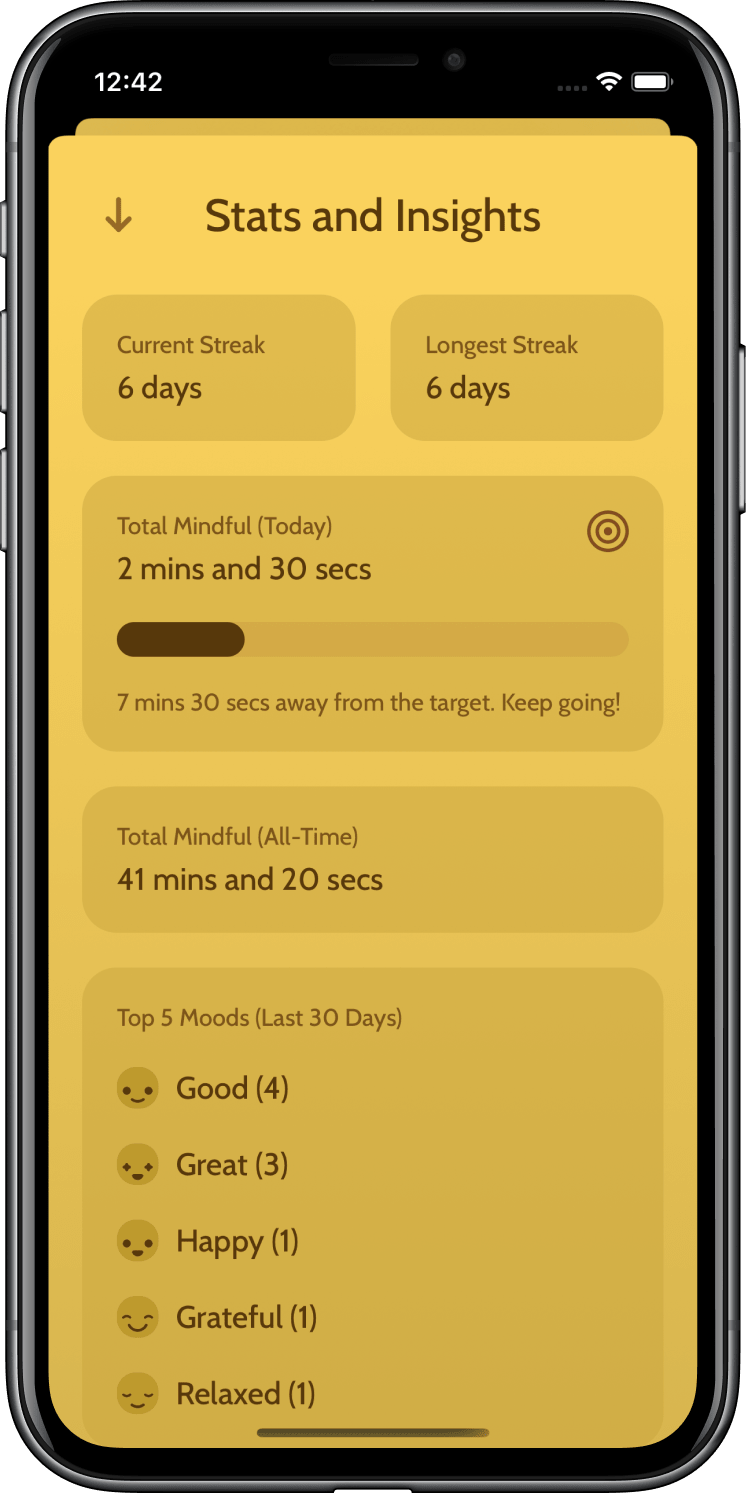 12:42
Stats and Insights
Current Streak
6 days
Longest Streak
6 days
Total Mindful (Today)
2 mins and 30 secs
7 mins 30 secs away from the target. Keep going!
Total Mindful (All-Time)
41 mins and 20 secs
Top 5 Moods (Last 30 Days)
Good (4)
Great (3)
Happy (1)
Grateful (1)
Relaxed (1)